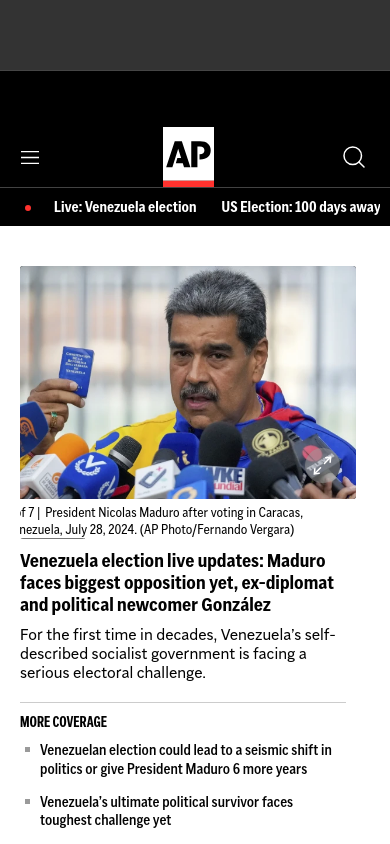 AP
Live: Venezuela election US Election: 100 days away
of 7 | President Nicolas Maduro after voting in Caracas,
nezuela, July 28, 2024. (AP Photo/Fernando Vergara)
Venezuela election live updates: Maduro
faces biggest opposition yet, ex-diplomat
and political newcomer González
For the first time in decades, Venezuela’s self-
described socialist government is facing a
serious electoral challenge.
MORE COVERAGE
Venezuelan election could lead to a seismic shift in
politics or give President Maduro 6 more years
Venezuela’s ultimate political survivor faces
toughest challenge yet